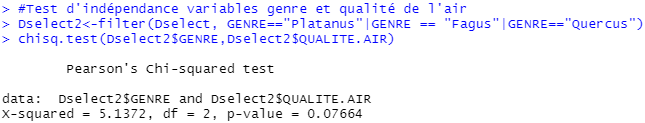 > #Test d'indépendance variables genre et qualité de l'air
> Dselect2<-filter(Dselect, GENRE=="Platanus"|GENRE == "Fagus"|GENRE=="Quercus")
> chisq.test(Dselect2$GENRE,Dselect2$QUALITE.AIR)
Pearson's Chi-squared test
data:  Dselect2$GENRE and Dselect2$QUALITE.AIR
X-squared = 5.1372, df = 2, p-value = 0.07664